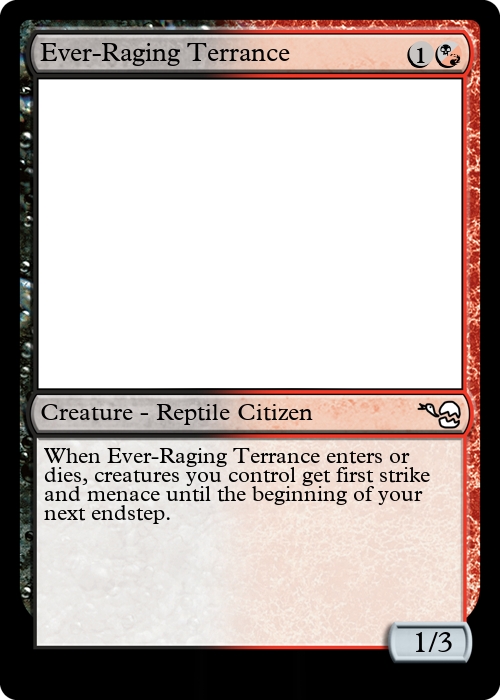 Ever-Raging Terrance
1
Creature - Reptile Citizen
When Ever-Raging Terrance enters or
dies, creatures you control get first strike
and menace until the beginning of your
next endstep.
1/3